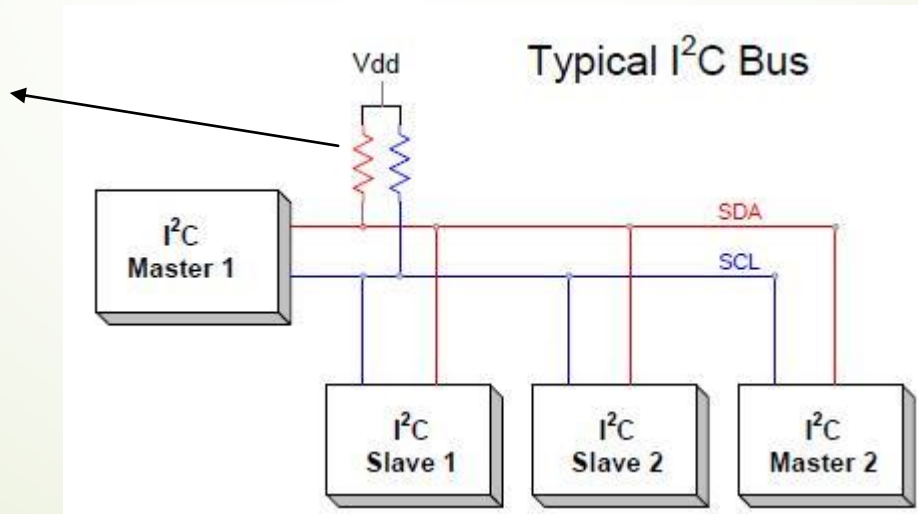 Vdd
Typical I²C Bus
SDA
I²C
Master 1
SCL
I²C
Slave 1
I²C
Slave 2
I²C
Master 2